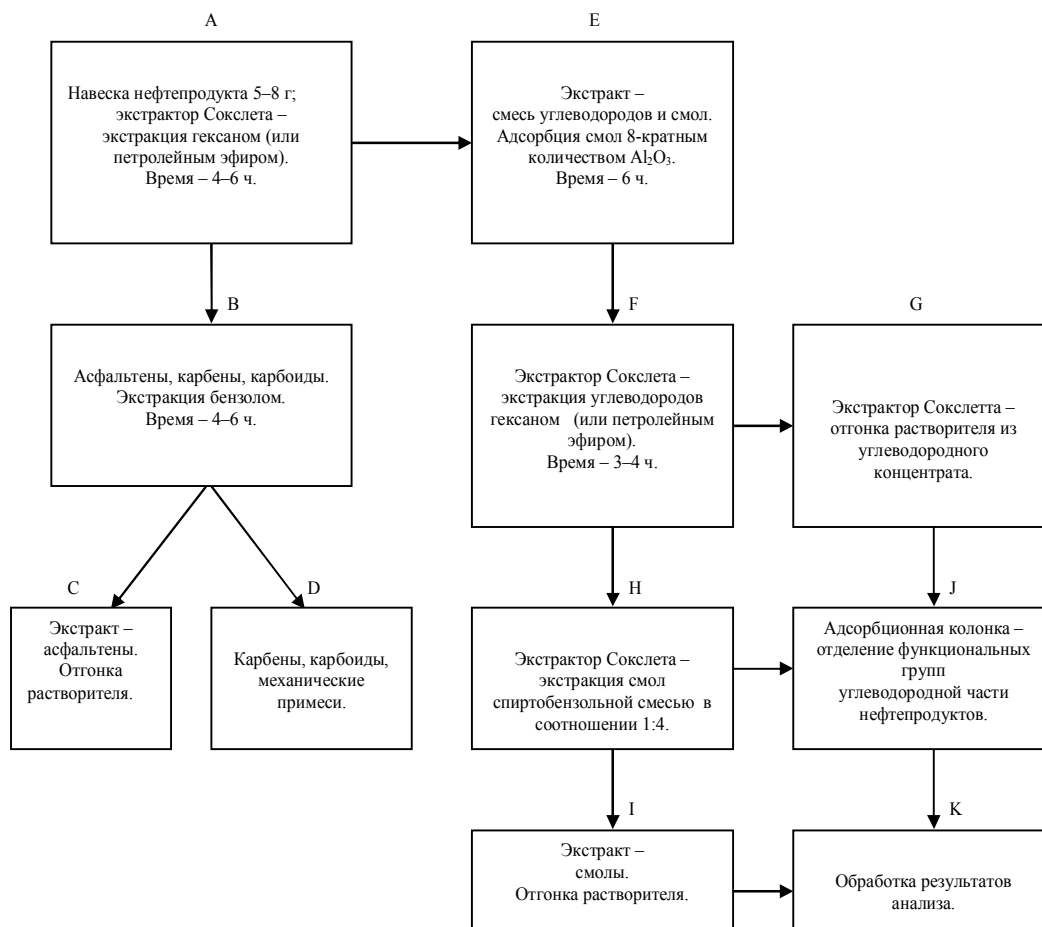 A
Навеска нефтепродукта 5–8 г;
экстрактор Сокслета –
экстракция гексаном (или
петролейным эфиром).
Время – 4–6 ч.
E
Экстракт –
смесь углеводородов и смол.
Адсорбция смол 8-кратным
количеством Al₂O₃.
Время – 6 ч.
B
Асфальтены, карбены, карбоиды.
Экстракция бензолом.
Время – 4–6 ч.
F
Экстрактор Сокслета –
экстракция углеводородов
гексаном (или петролейным
эфиром).
Время – 3–4 ч.
G
Экстрактор Сокслетта –
отгонка растворителя из
углеводородного
концентрата.
C
Экстракт –
асфальтены.
Отгонка
растворителя.
D
Карбены, карбоиды,
механические
примеси.
H
Экстрактор Сокслета –
экстракция смол
спиртобензольной смесью в
соотношении 1:4.
J
Адсорбционная колонка –
отделение функциональных
групп
углеводородной части
нефтепродуктов.
I
Экстракт –
смолы.
Отгонка растворителя.
K
Обработка результатов
анализа.